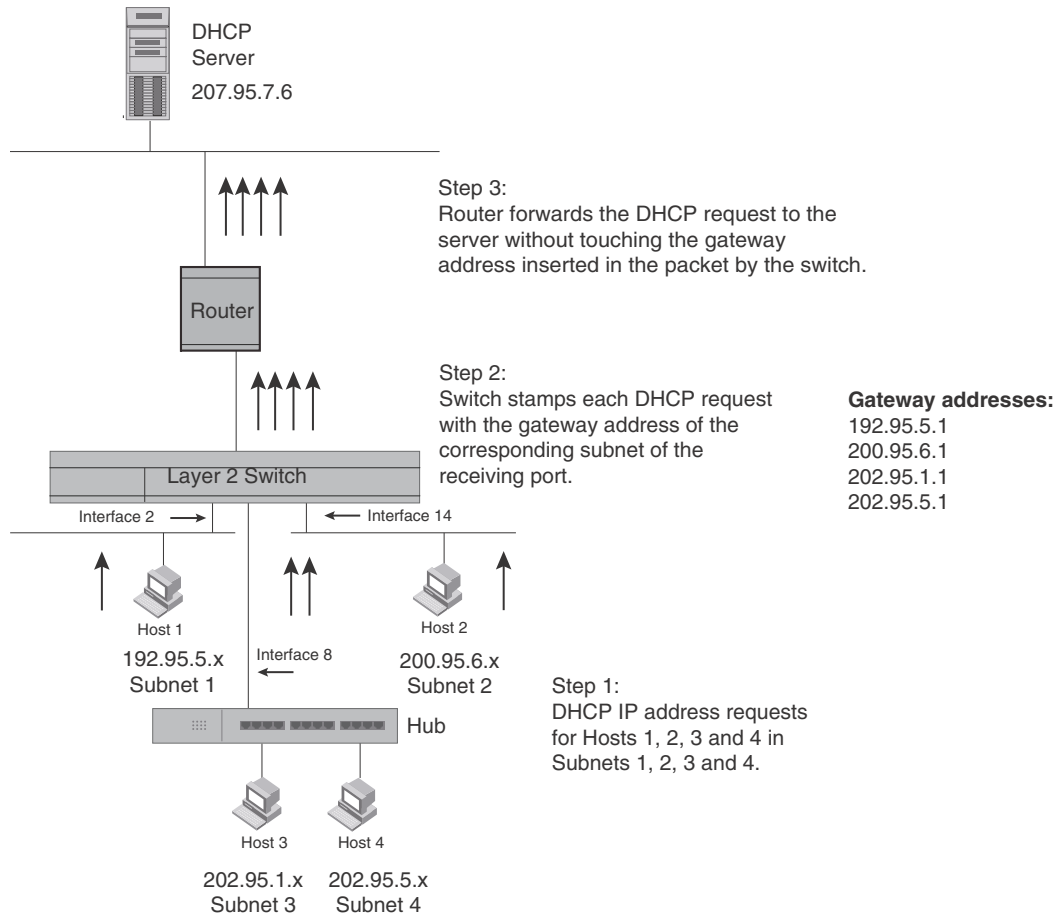 DHCP
Server
207.95.7.6
Step 3:
Router forwards the DHCP request to the
server without touching the gateway
address inserted in the packet by the switch.
Router
Step 2:
Switch stamps each DHCP request
with the gateway address of the
corresponding subnet of the
receiving port.
Gateway addresses:
192.95.5.1
200.95.6.1
202.95.1.1
202.95.5.1
Layer 2 Switch
Interface 2
Interface 14
Host 1
192.95.5.x
Subnet 1
Interface 8
Host 2
200.95.6.x
Subnet 2
Step 1:
DHCP IP address requests
for Hosts 1, 2, 3 and 4 in
Subnets 1, 2, 3 and 4.
Hub
Host 3
202.95.1.x
Subnet 3
Host 4
202.95.5.x
Subnet 4